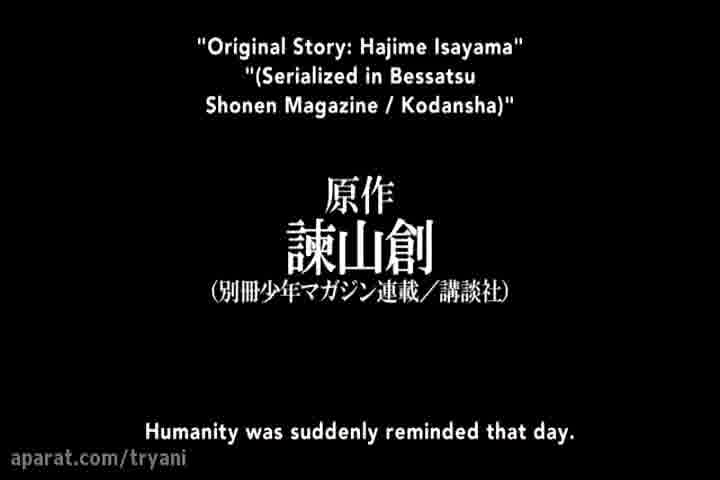 "Original Story: Hajime Isayama"
"(Serialized in Bessatsu
Shonen Magazine / Kodansha)"
原作
諫山創
（別冊少年マガジン連載／講談社）
Humanity was suddenly reminded that day.
aparat.com/tryani